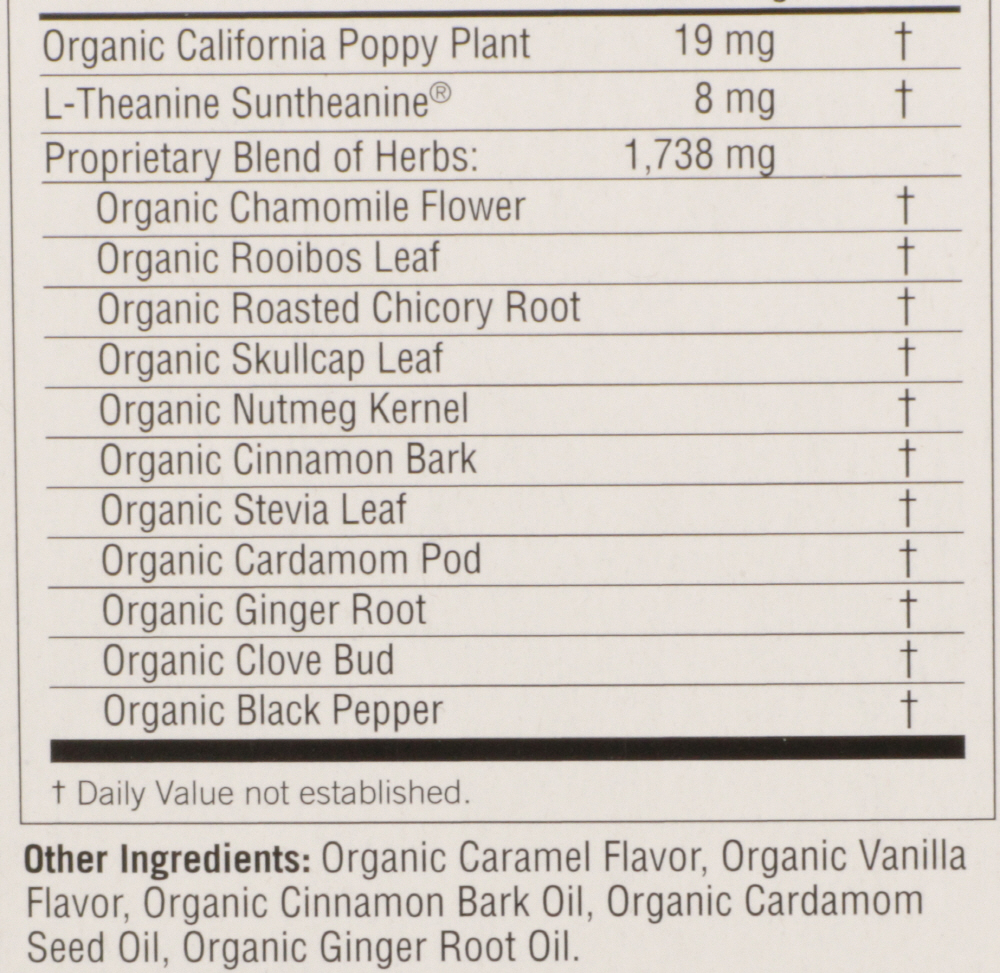 Organic California Poppy Plant 19 mg †
L-Theanine Suntheanine® 8 mg †
Proprietary Blend of Herbs: 1,738 mg
Organic Chamomile Flower †
Organic Rooibos Leaf †
Organic Roasted Chicory Root †
Organic Skullcap Leaf †
Organic Nutmeg Kernel †
Organic Cinnamon Bark †
Organic Stevia Leaf †
Organic Cardamom Pod †
Organic Ginger Root †
Organic Clove Bud †
Organic Black Pepper †
† Daily Value not established.
Other Ingredients: Organic Caramel Flavor, Organic Vanilla
Flavor, Organic Cinnamon Bark Oil, Organic Cardamom
Seed Oil, Organic Ginger Root Oil.